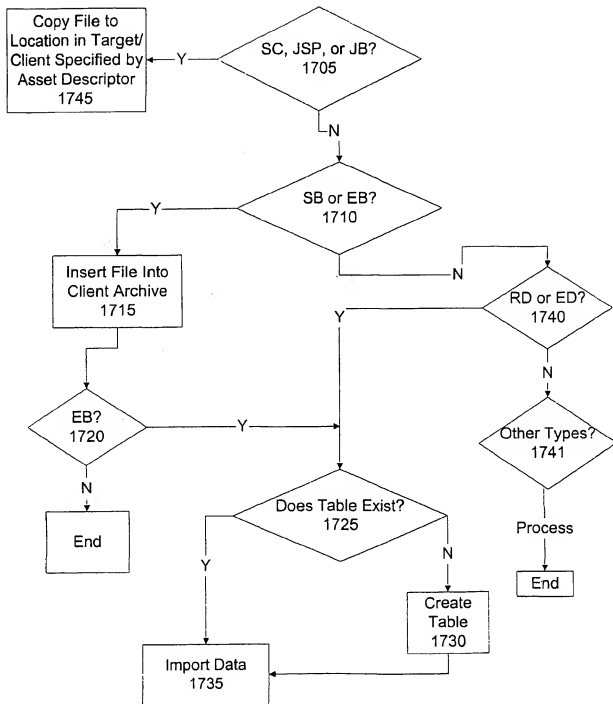 Copy File to
Location in Target/
Client Specified by
Asset Descriptor
1745
Y
SC, JSP, or JB?
1705
N
SB or EB?
1710
Y
N
Insert File Into
Client Archive
1715
RD or ED?
1740
Y
N
EB?
1720
Y
N
End
Other Types?
1741
Process
End
Does Table Exist?
1725
Y
N
Create
Table
1730
Import Data
1735